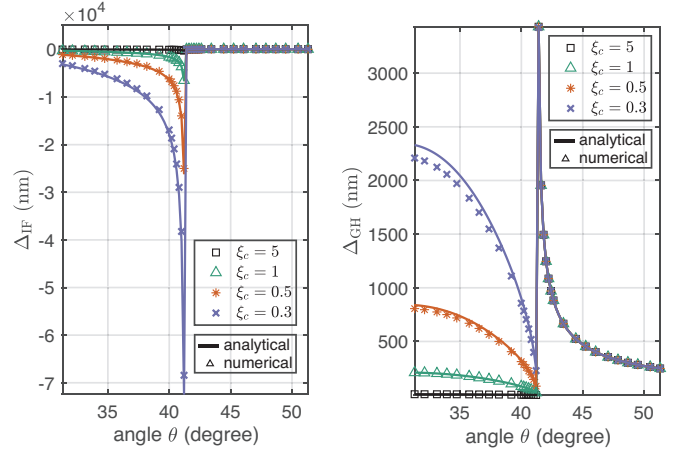 ×10⁴
0
-1
-2
-3
-4
-5
-6
-7
Δ_IF (nm)
35
40
45
50
angle θ (degree)
ξ_c = 5
ξ_c = 1
ξ_c = 0.5
ξ_c = 0.3
analytical
numerical
3000
2500
2000
1500
1000
500
Δ_GH (nm)
35
40
45
50
angle θ (degree)
ξ_c = 5
ξ_c = 1
ξ_c = 0.5
ξ_c = 0.3
analytical
numerical